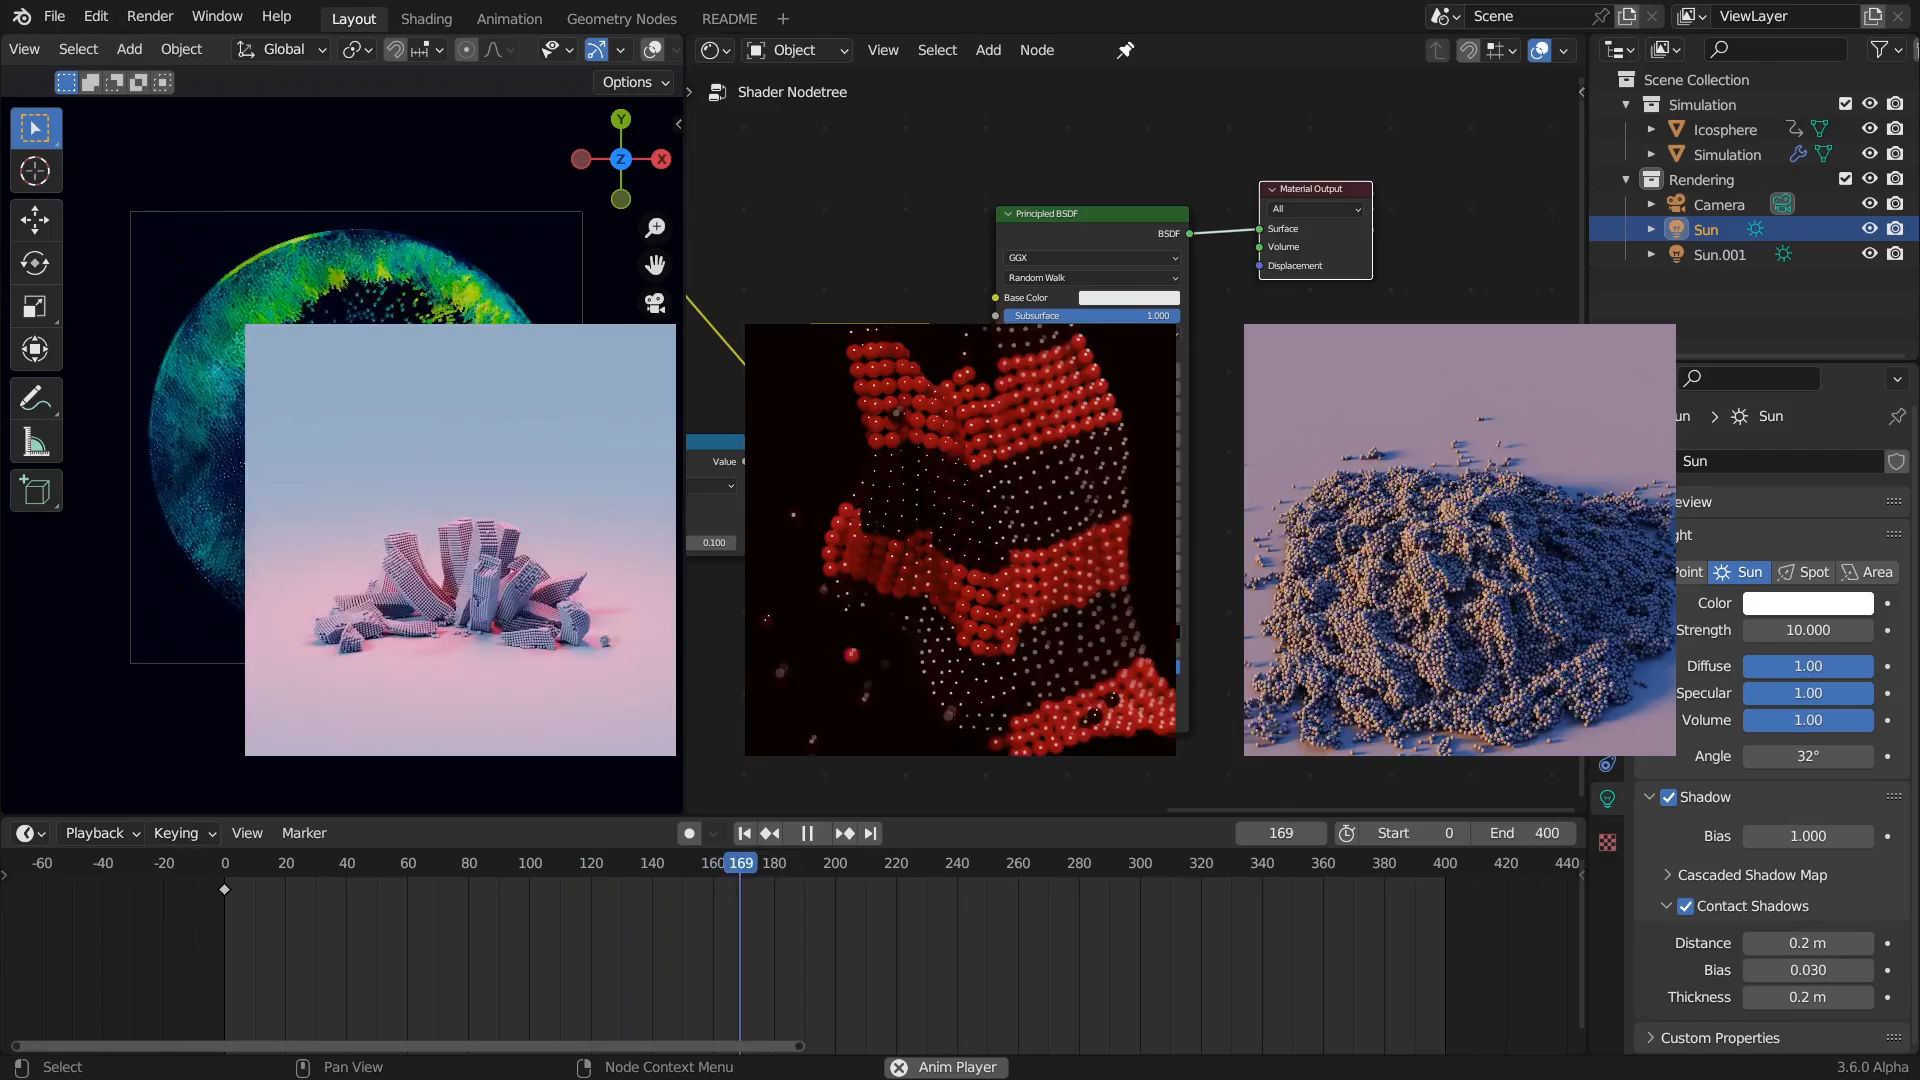 File Edit Render Window Help Layout Shading Animation Geometry Nodes README + Scene ViewLayer
View Select Add Object Global Object View Select Add Node
Options
Shader Nodetree
Scene Collection
Simulation
Icosphere
Simulation
Rendering
Camera
Sun
Sun.001
Y
X
Z
Principled BSDF
BSDF
GGX
Random Walk
Base Color
Subsurface 1.000
Material Output
All
Surface
Volume
Displacement
Value
0.100
un > Sun
Sun
eview
ght
Point Sun Spot Area
Color
Strength 10.000
Diffuse 1.00
Specular 1.00
Volume 1.00
Angle 32°
Shadow
Bias 1.000
Cascaded Shadow Map
Contact Shadows
Distance 0.2 m
Bias 0.030
Thickness 0.2 m
Custom Properties
Playback Keying View Marker 169 Start 0 End 400
-60 -40 -20 0 20 40 60 80 100 120 140 160 169 180 200 220 240 260 280 300 320 340 360 380 400 420 440
Select Pan View Node Context Menu Anim Player 3.6.0 Alpha